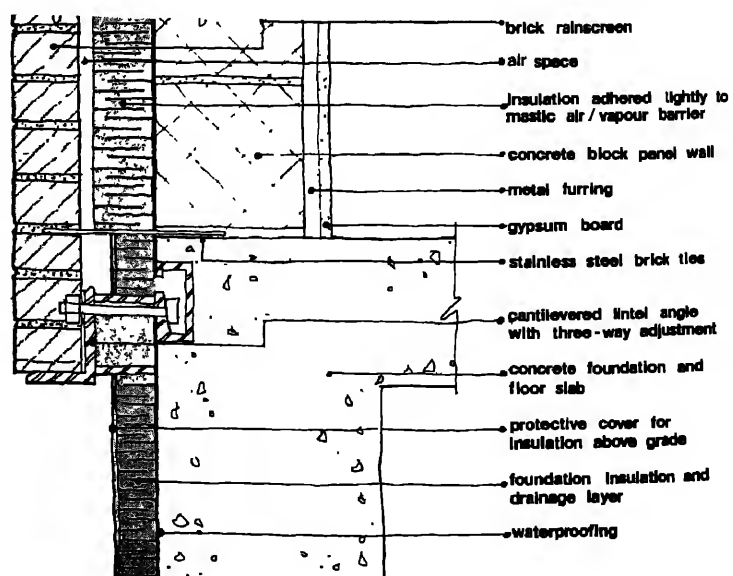 brick rainscreen
air space
insulation adhered tightly to
mastic air / vapour barrier
concrete block panel wall
metal furring
gypsum board
stainless steel brick ties
cantilevered lintel angle
with three-way adjustment
concrete foundation and
floor slab
protective cover for
insulation above grade
foundation insulation and
drainage layer
waterproofing